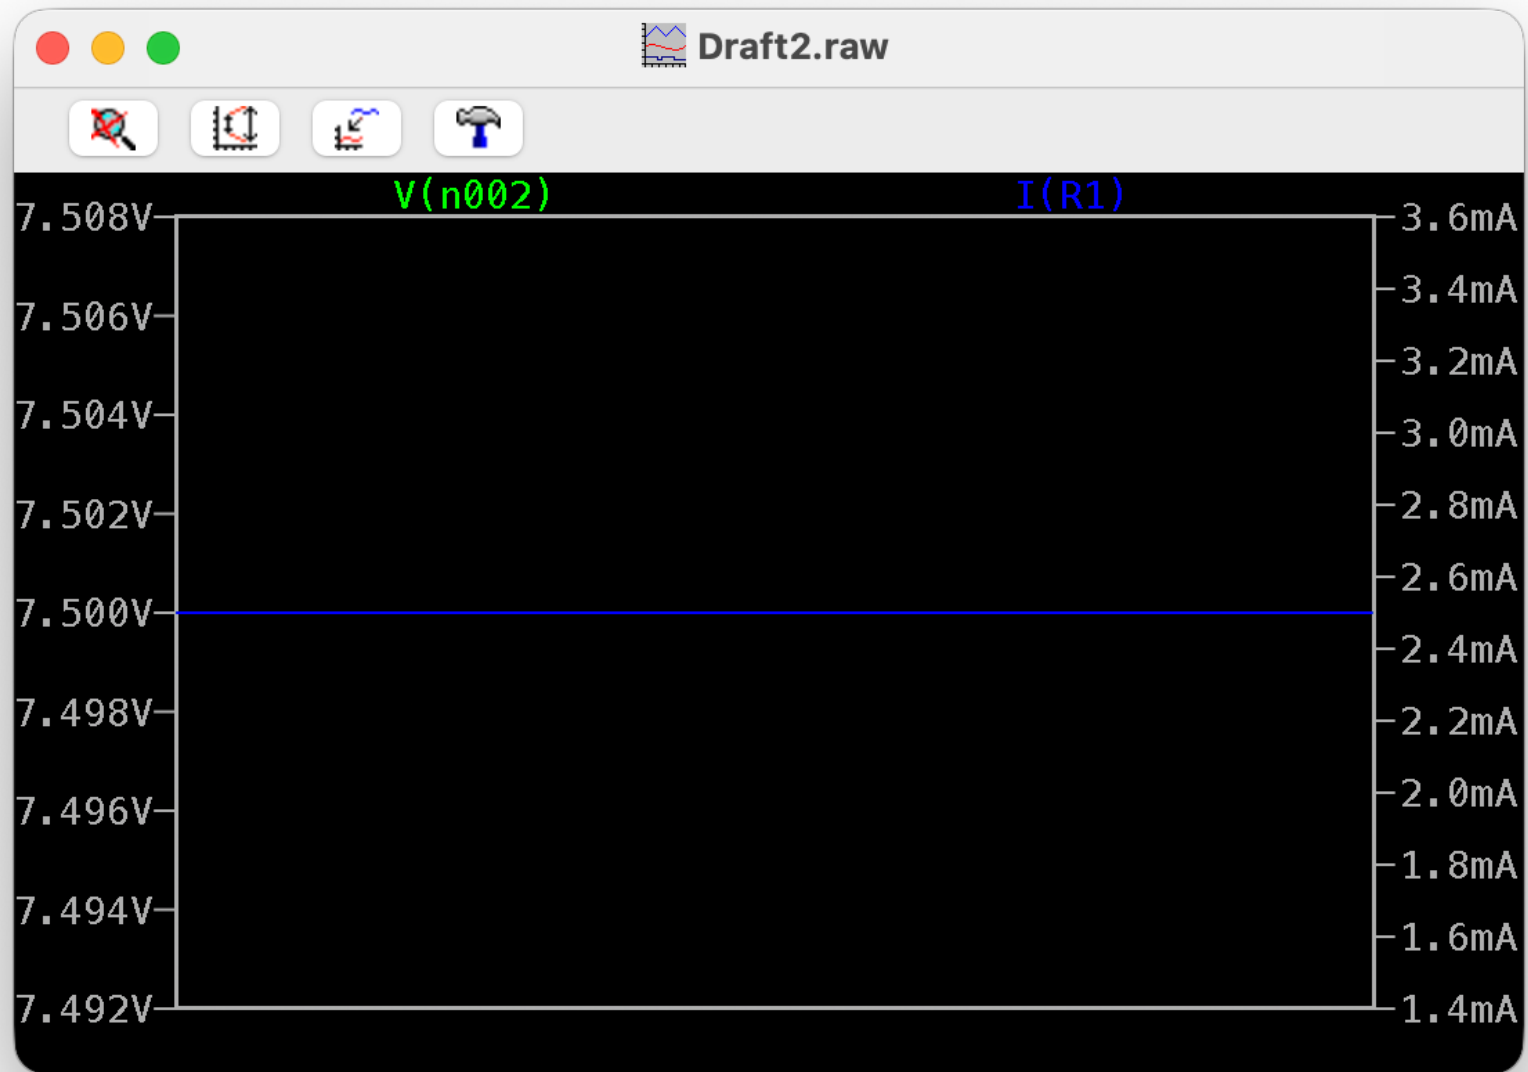 Draft2.raw
V(n002) I(R1)
7.508V 3.6mA
3.4mA
7.506V
3.2mA
7.504V
3.0mA
7.502V 2.8mA
2.6mA
7.500V
2.4mA
7.498V 2.2mA
2.0mA
7.496V
1.8mA
7.494V
1.6mA
7.492V 1.4mA